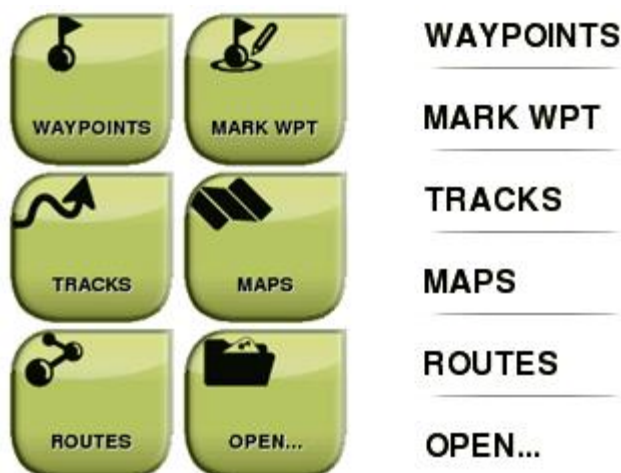 WAYPOINTS
MARK WPT
TRACKS
MAPS
ROUTES
OPEN...
WAYPOINTS
MARK WPT
TRACKS
MAPS
ROUTES
OPEN...